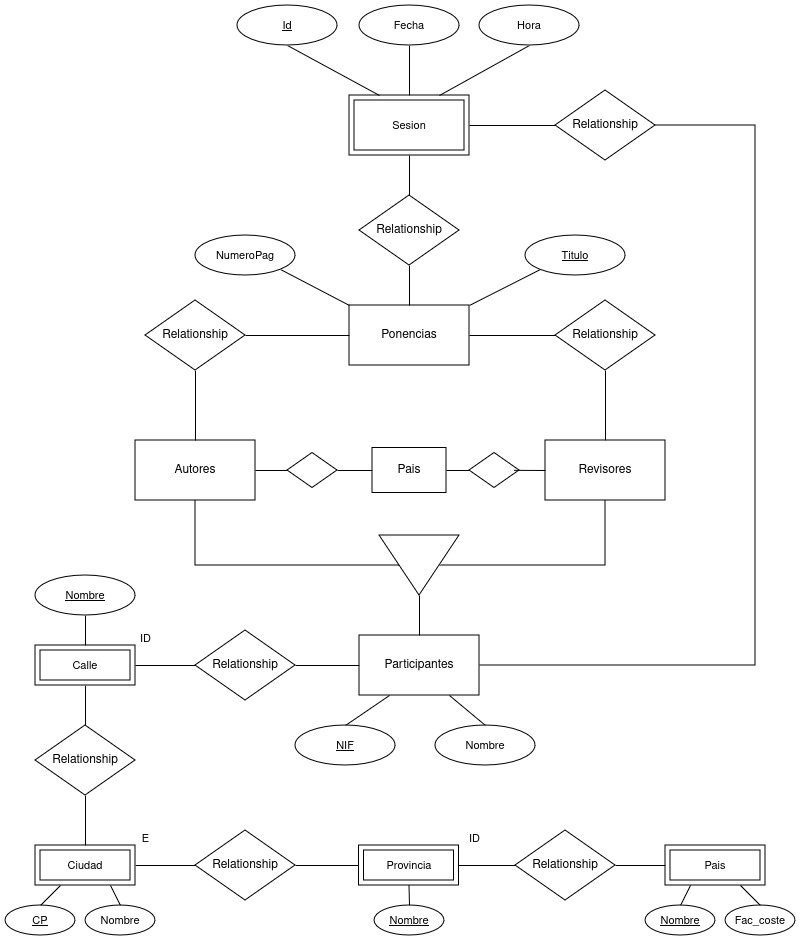 Id
Fecha
Hora
Sesion
Relationship
Relationship
NumeroPag
Titulo
Relationship
Ponencias
Relationship
Autores
Pais
Revisores
Nombre
ID
Calle
Relationship
Participantes
NIF
Nombre
Relationship
E
ID
Ciudad
Relationship
Provincia
Relationship
Pais
CP
Nombre
Nombre
Nombre
Fac_coste